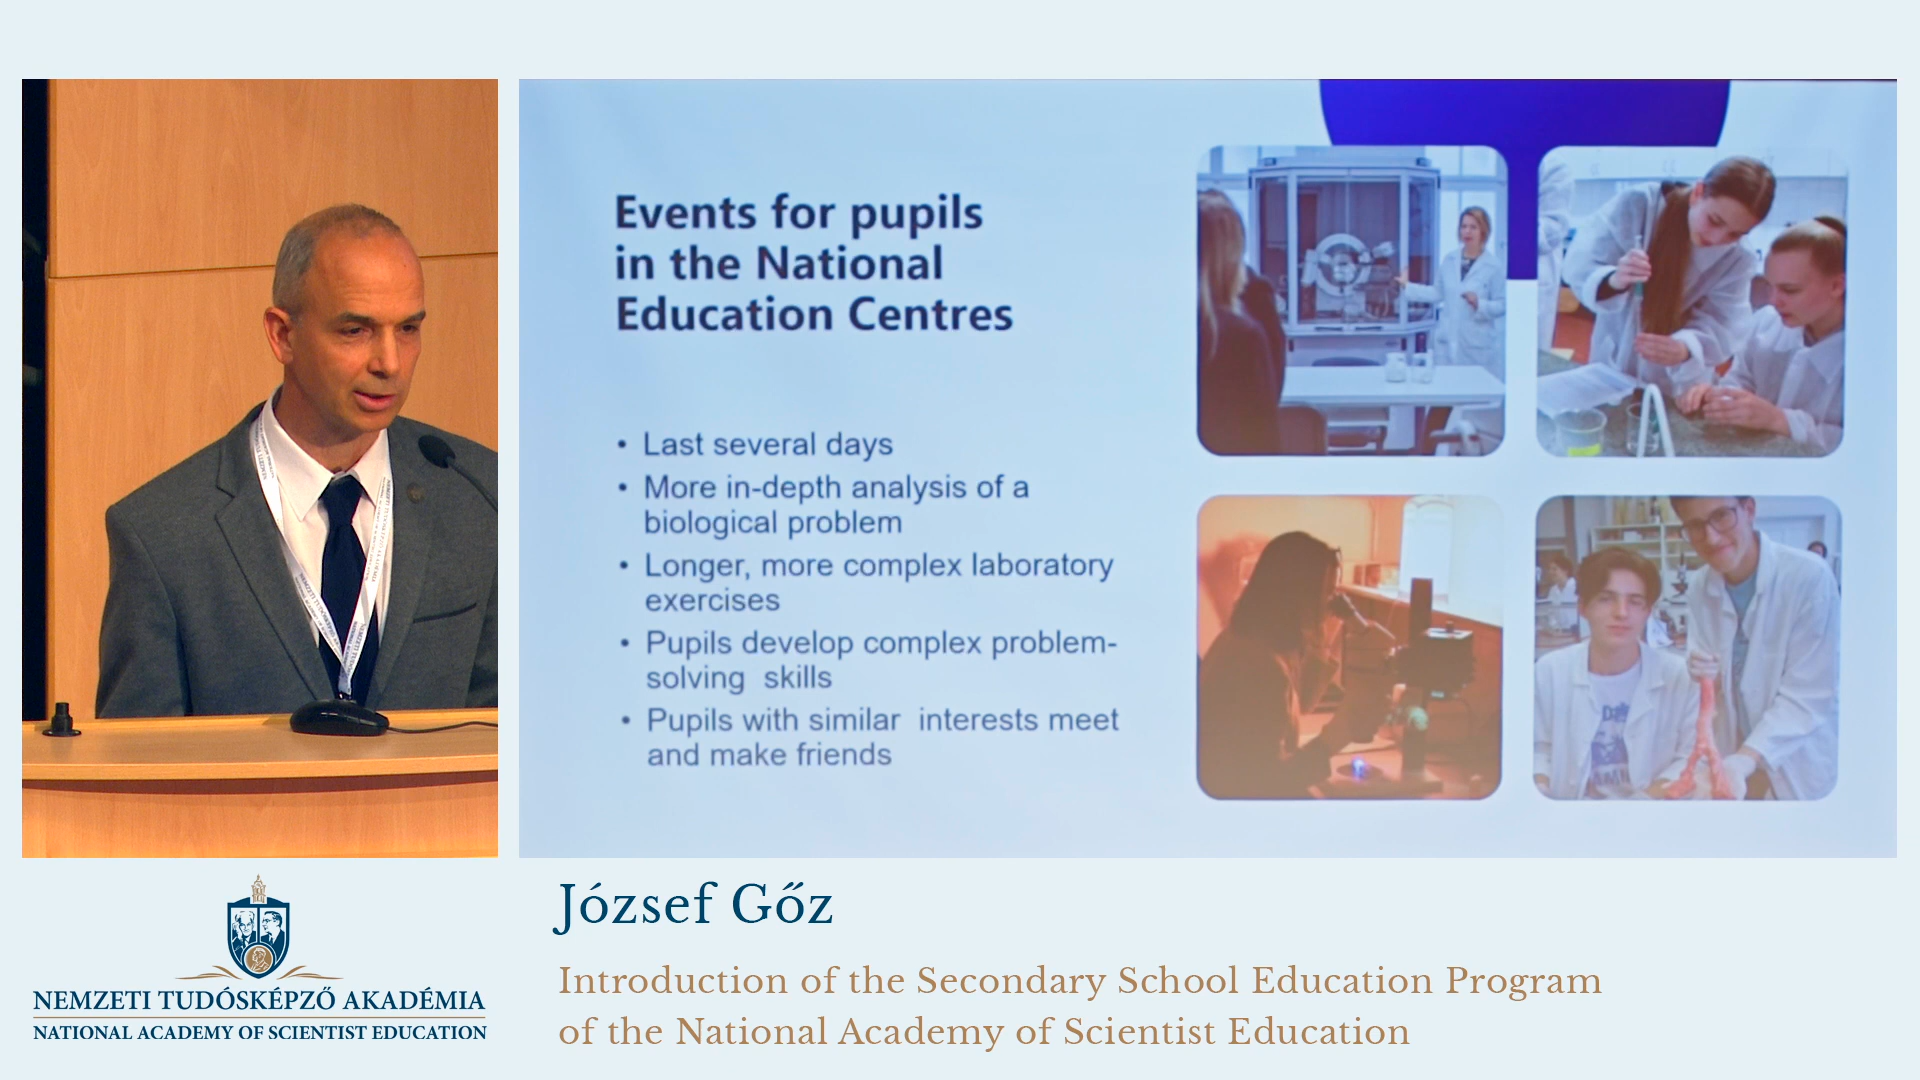 Events for pupils
in the National
Education Centres
• Last several days
• More in-depth analysis of a
biological problem
• Longer, more complex laboratory
exercises
• Pupils develop complex problem-
solving skills
• Pupils with similar interests meet
and make friends
József Gőz
Introduction of the Secondary School Education Program
of the National Academy of Scientist Education
NEMZETI TUDÓSKÉPZŐ AKADÉMIA
NATIONAL ACADEMY OF SCIENTIST EDUCATION